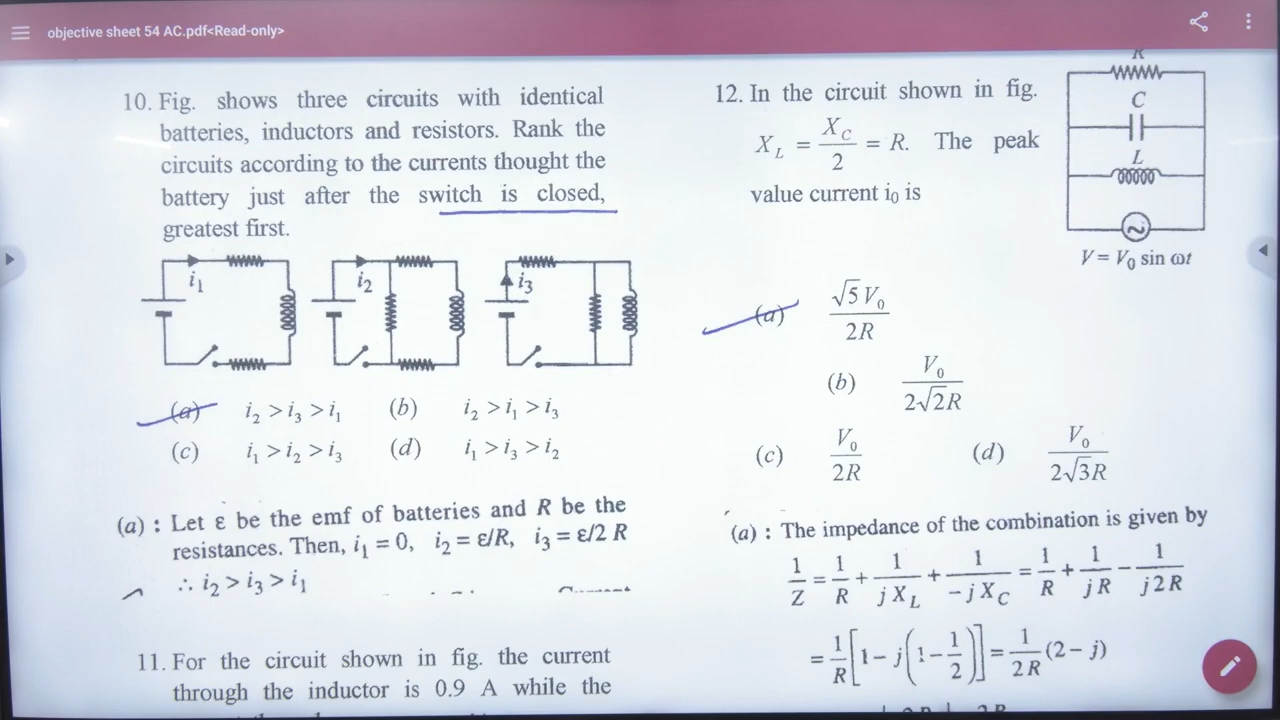 objective sheet 54 AC.pdf<Read-only>
10. Fig. shows three circuits with identical
batteries, inductors and resistors. Rank the
circuits according to the currents thought the
battery just after the switch is closed,
greatest first.
i₁ i₂ i₃
(a) i₂ > i₃ > i₁ (b) i₂ > i₁ > i₃
(c) i₁ > i₂ > i₃ (d) i₁ > i₃ > i₂
(a) : Let ε be the emf of batteries and R be the
resistances. Then, i₁ = 0, i₂ = ε/R, i₃ = ε/2 R
∴ i₂ > i₃ > i₁
11. For the circuit shown in fig. the current
through the inductor is 0.9 A while the
12. In the circuit shown in fig.
X_L = X_C/2 = R. The peak
value current i₀ is
R
C
L
V = V₀ sin ωt
(a) √5 V₀/2R
(b) V₀/2√2R
(c) V₀/2R (d) V₀/2√3R
(a) : The impedance of the combination is given by
1/Z = 1/R + 1/jX_L + 1/-jX_C = 1/R + 1/jR − 1/j2R
= 1/R [1 − j(1 − 1/2)] = 1/2R (2 − j)